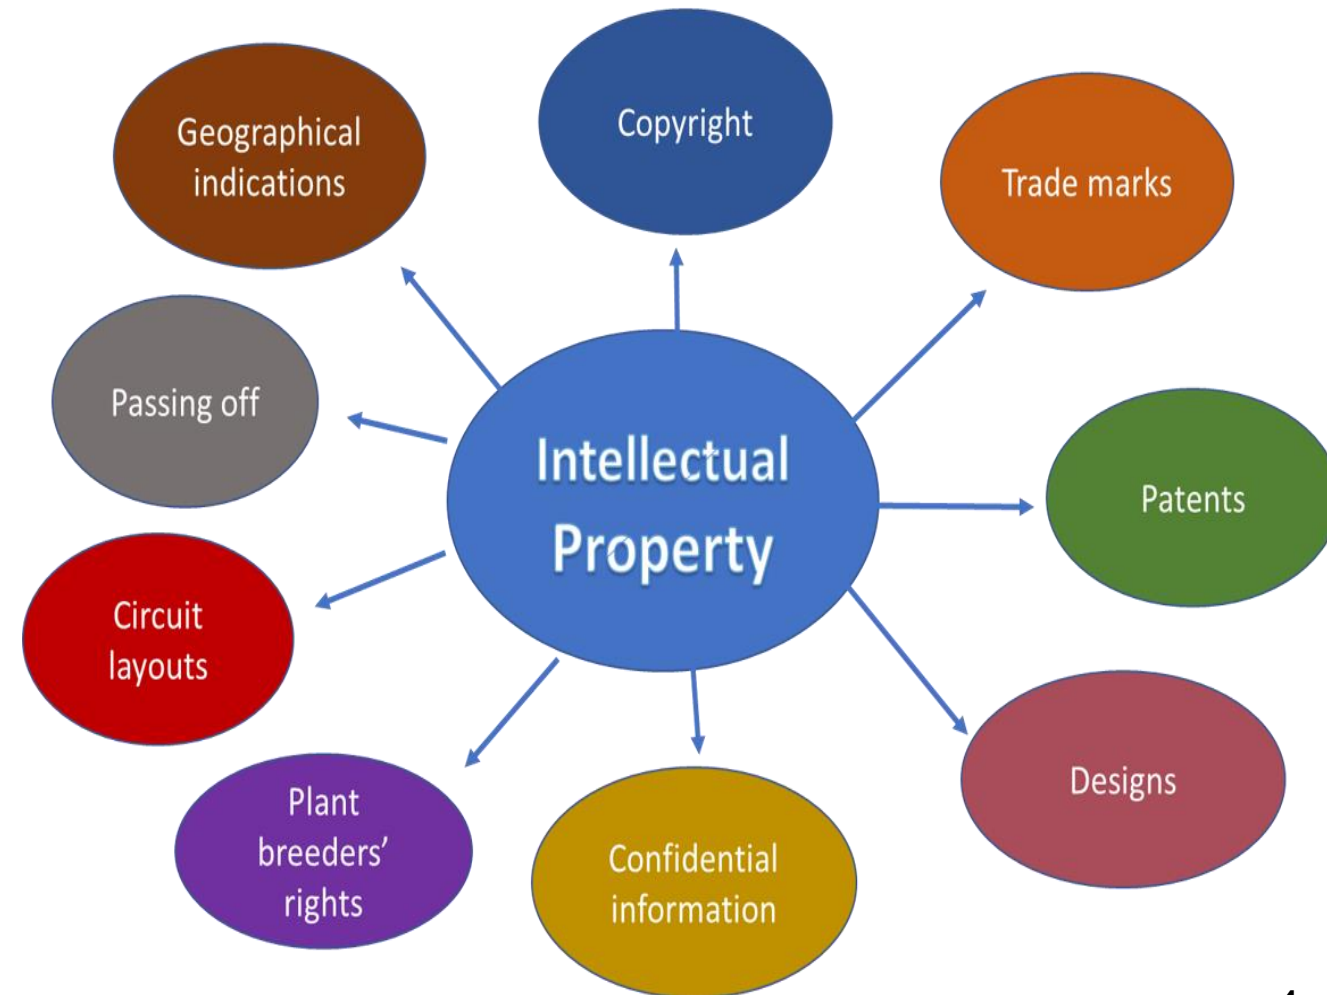 Geographical
indications
Copyright
Trade marks
Passing off
Intellectual
Property
Patents
Circuit
layouts
Designs
Plant
breeders’
rights
Confidential
information